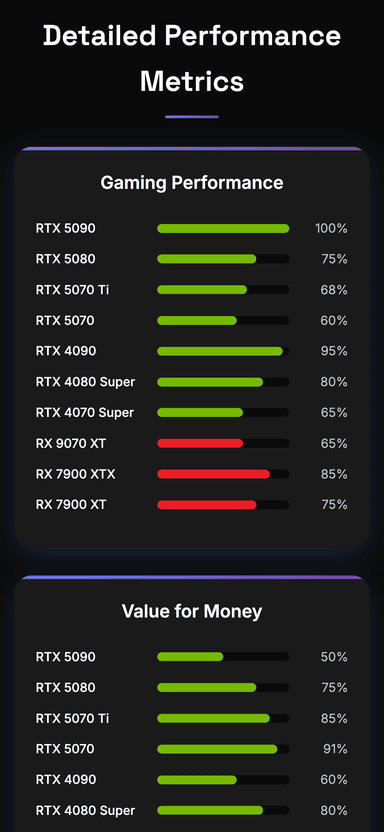 Detailed Performance
Metrics
Gaming Performance
RTX 5090 100%
RTX 5080 75%
RTX 5070 Ti 68%
RTX 5070 60%
RTX 4090 95%
RTX 4080 Super 80%
RTX 4070 Super 65%
RX 9070 XT 65%
RX 7900 XTX 85%
RX 7900 XT 75%
Value for Money
RTX 5090 50%
RTX 5080 75%
RTX 5070 Ti 85%
RTX 5070 91%
RTX 4090 60%
RTX 4080 Super 80%